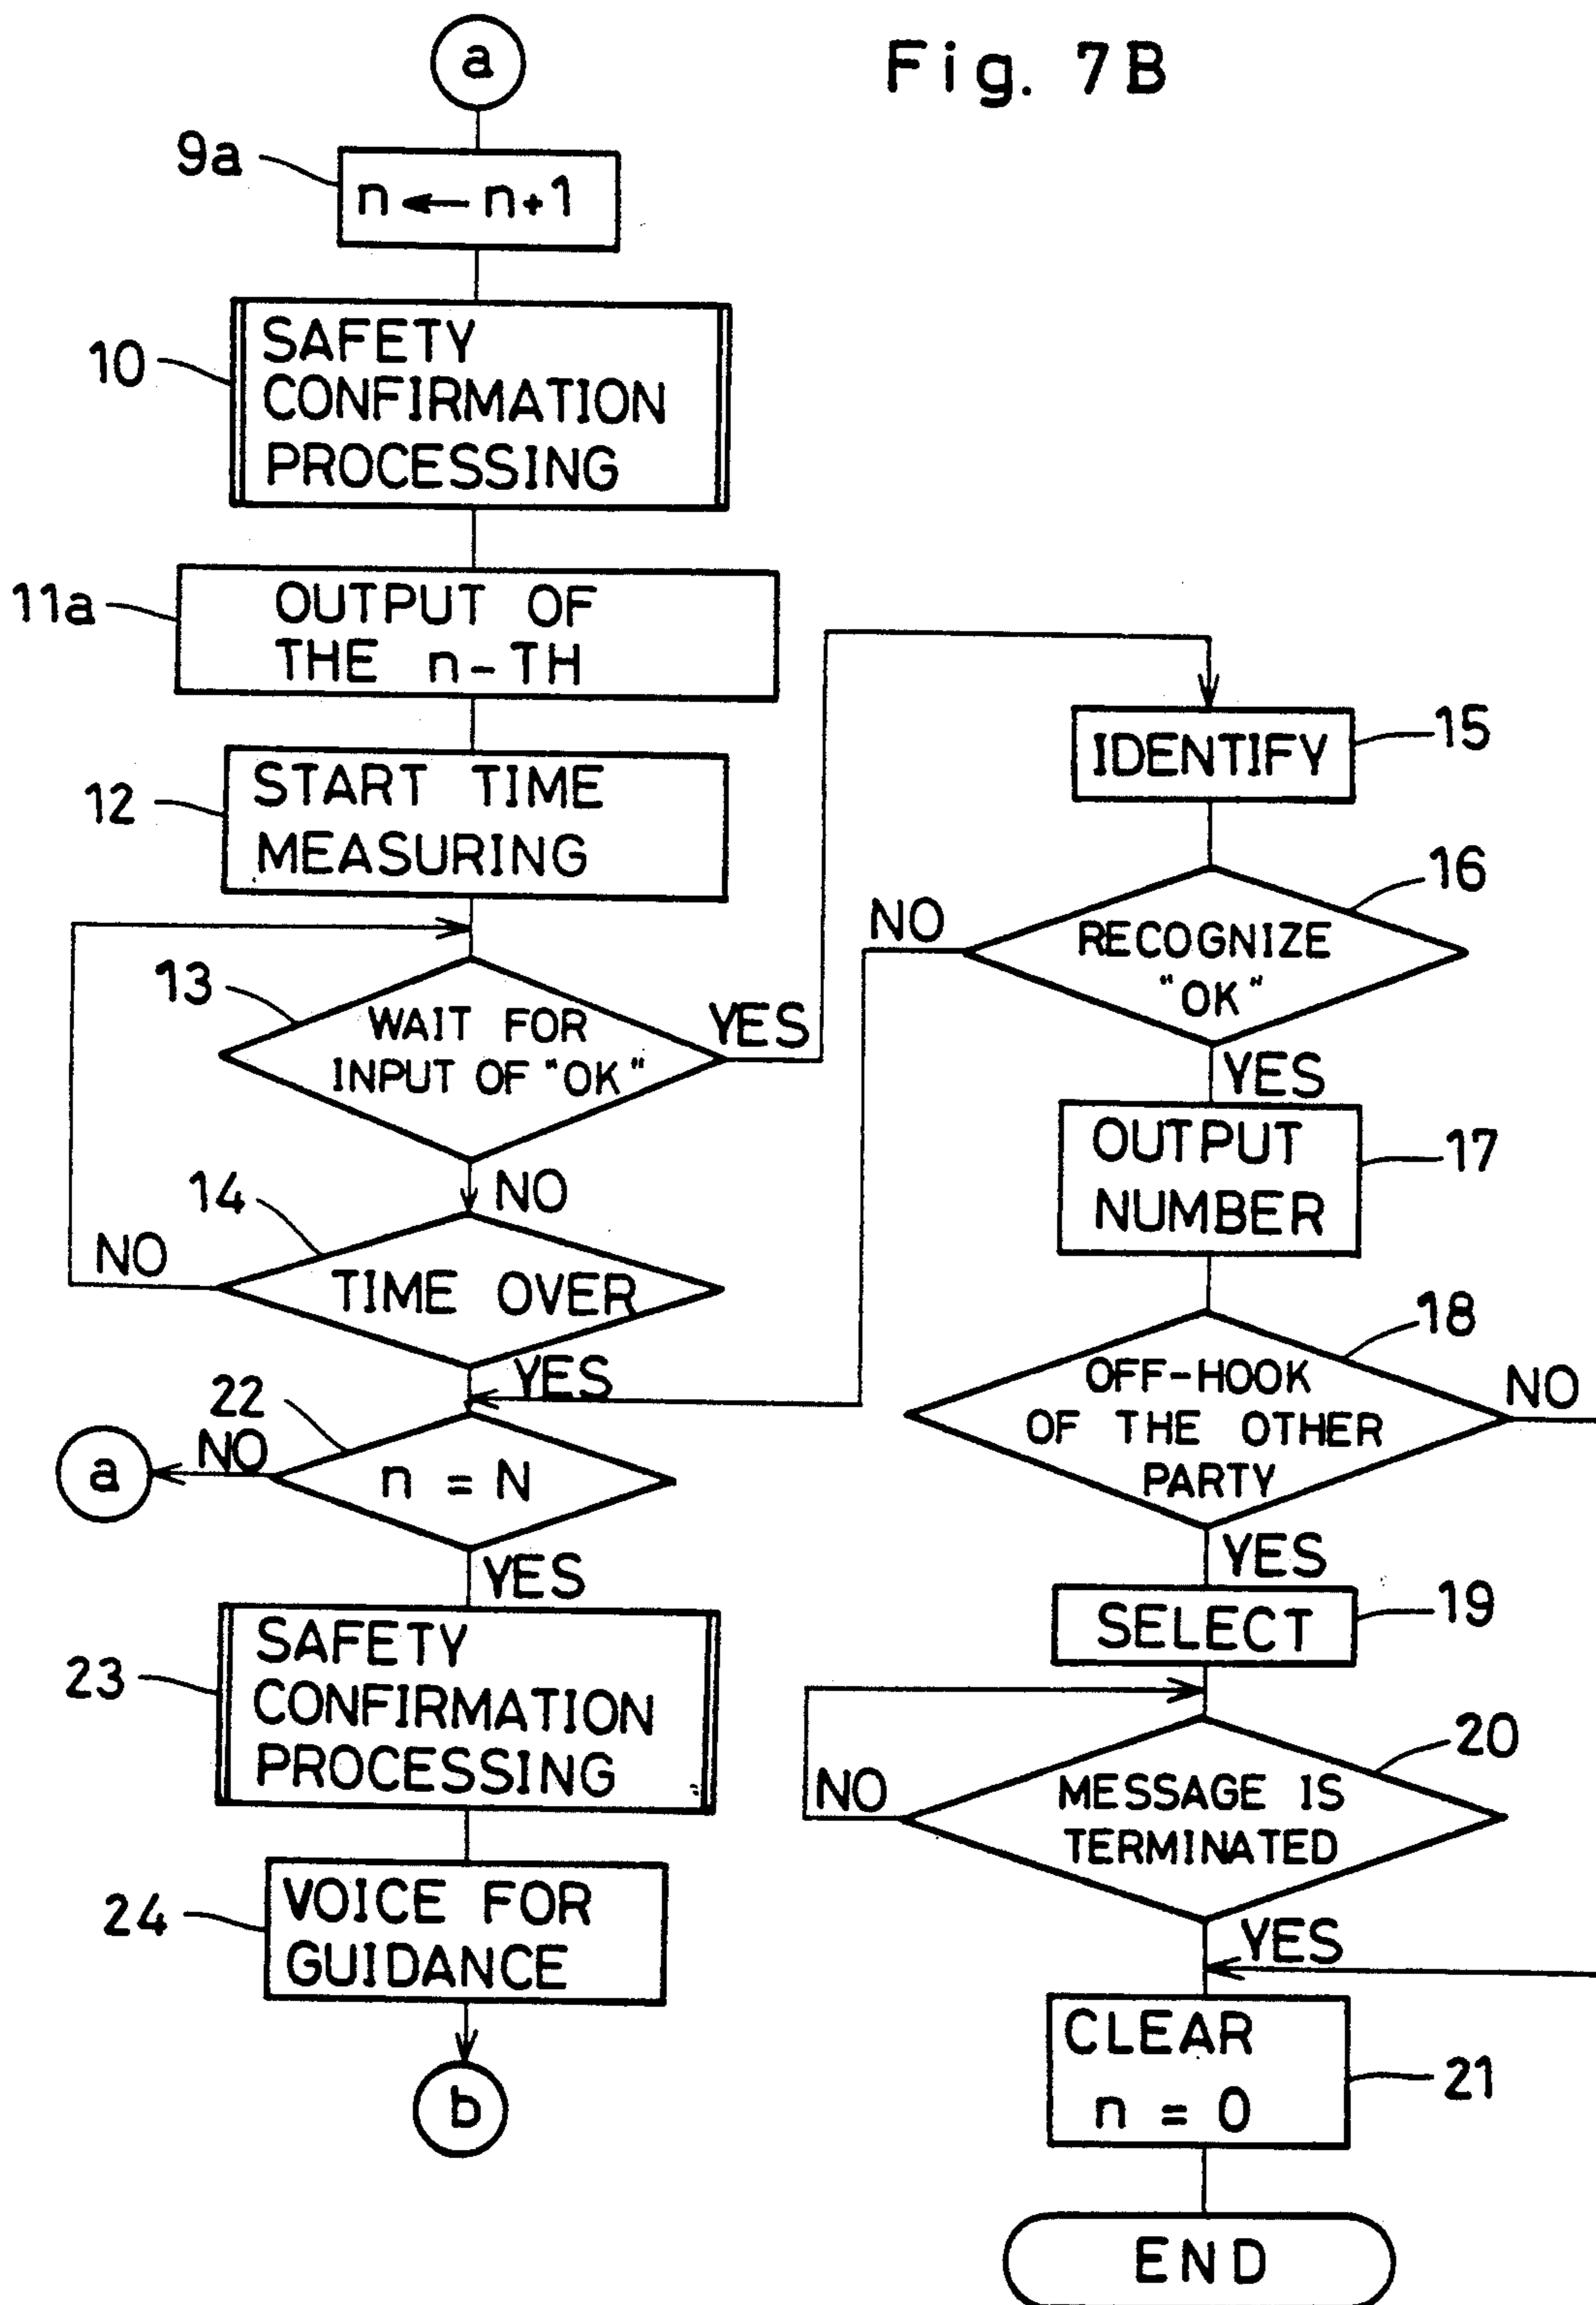 Fig. 7B
a
9a
n ← n+1
10
SAFETY
CONFIRMATION
PROCESSING
11a
OUTPUT OF
THE n-TH
12
START TIME
MEASURING
13
WAIT FOR
INPUT OF "OK"
YES
NO
14
TIME OVER
NO
YES
22
n = N
NO
a
YES
23
SAFETY
CONFIRMATION
PROCESSING
24
VOICE FOR
GUIDANCE
b
IDENTIFY
15
16
RECOGNIZE
"OK"
NO
YES
OUTPUT
NUMBER
17
18
OFF-HOOK
OF THE OTHER
PARTY
NO
YES
SELECT
19
20
MESSAGE IS
TERMINATED
NO
YES
CLEAR
n = 0
21
END